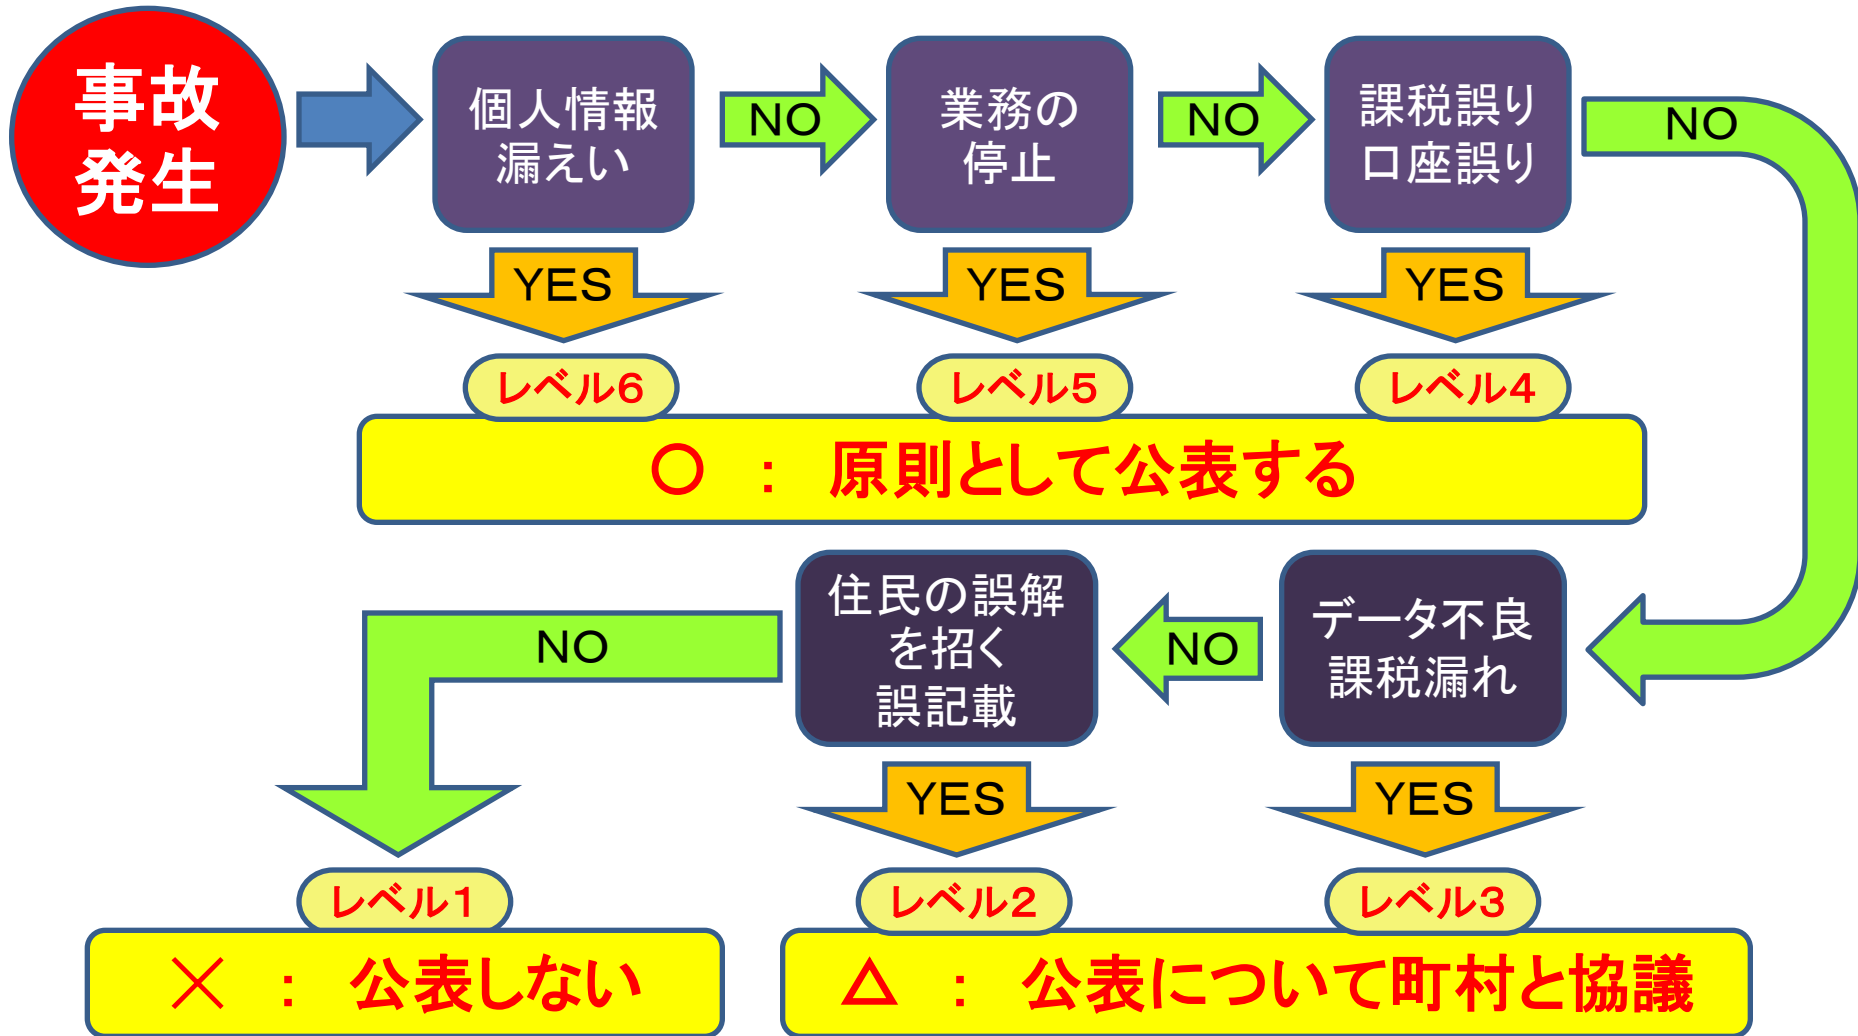 事故
発生
個人情報
漏えい
NO
業務の
停止
NO
課税誤り
口座誤り
NO
YES
YES
YES
レベル6
レベル5
レベル4
○ : 原則として公表する
データ不良
課税漏れ
NO
住民の誤解
を招く
誤記載
NO
YES
YES
レベル1
レベル2
レベル3
× : 公表しない
△ : 公表について町村と協議